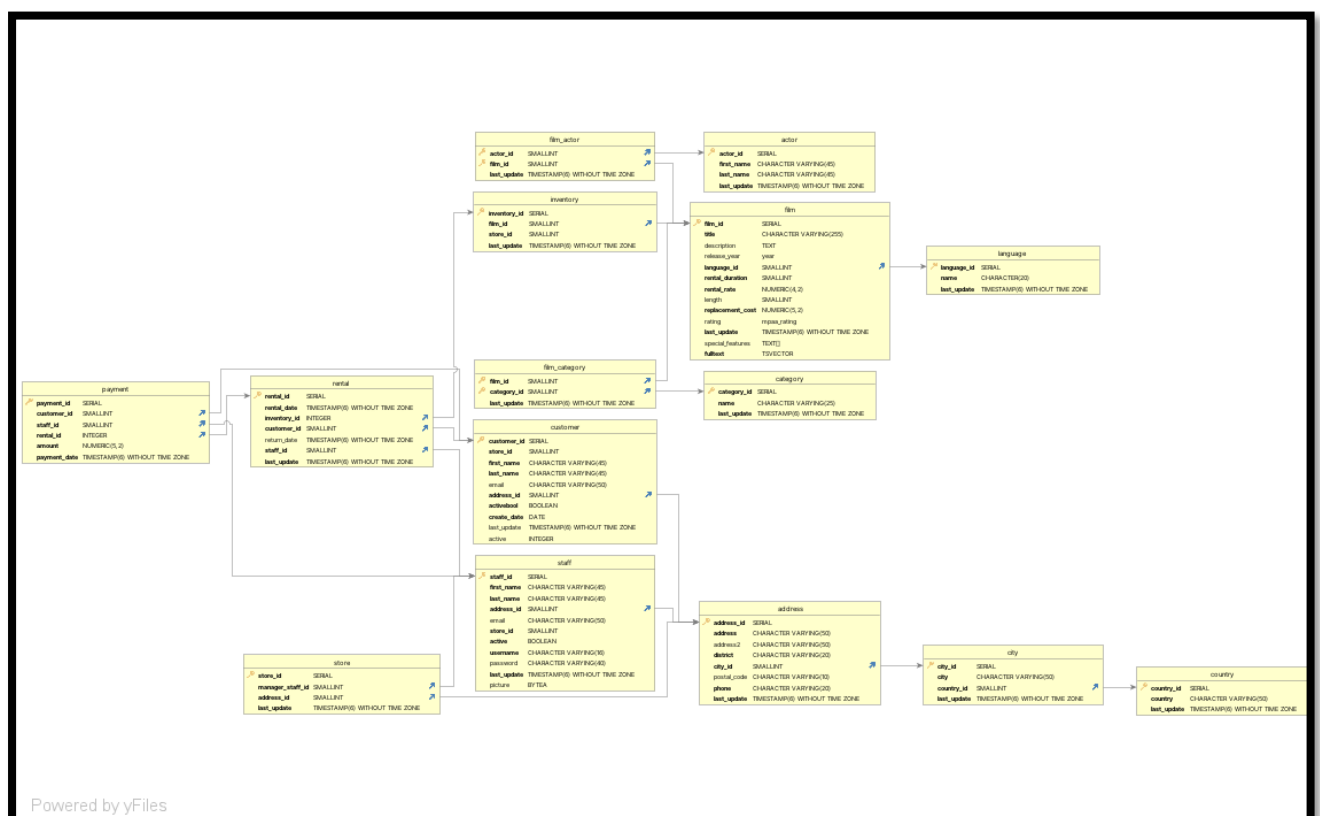 film_actor
actor_id SMALLINT
film_id SMALLINT
last_update TIMESTAMP(6) WITHOUT TIME ZONE
actor
actor_id SERIAL
first_name CHARACTER VARYING(45)
last_name CHARACTER VARYING(45)
last_update TIMESTAMP(6) WITHOUT TIME ZONE
inventory
inventory_id SERIAL
film_id SMALLINT
store_id SMALLINT
last_update TIMESTAMP(6) WITHOUT TIME ZONE
film
film_id SERIAL
title CHARACTER VARYING(255)
description TEXT
release_year year
language_id SMALLINT
rental_duration SMALLINT
rental_rate NUMERIC(4,2)
length SMALLINT
replacement_cost NUMERIC(5,2)
rating mpaa_rating
last_update TIMESTAMP(6) WITHOUT TIME ZONE
special_features TEXT[]
fulltext TSVECTOR
language
language_id SERIAL
name CHARACTER(20)
last_update TIMESTAMP(6) WITHOUT TIME ZONE
payment
payment_id SERIAL
customer_id SMALLINT
staff_id SMALLINT
rental_id INTEGER
amount NUMERIC(5,2)
payment_date TIMESTAMP(6) WITHOUT TIME ZONE
rental
rental_id SERIAL
rental_date TIMESTAMP(6) WITHOUT TIME ZONE
inventory_id INTEGER
customer_id SMALLINT
return_date TIMESTAMP(6) WITHOUT TIME ZONE
staff_id SMALLINT
last_update TIMESTAMP(6) WITHOUT TIME ZONE
film_category
film_id SMALLINT
category_id SMALLINT
last_update TIMESTAMP(6) WITHOUT TIME ZONE
category
category_id SERIAL
name CHARACTER VARYING(25)
last_update TIMESTAMP(6) WITHOUT TIME ZONE
customer
customer_id SERIAL
store_id SMALLINT
first_name CHARACTER VARYING(45)
last_name CHARACTER VARYING(45)
email CHARACTER VARYING(50)
address_id SMALLINT
activebool BOOLEAN
create_date DATE
last_update TIMESTAMP(6) WITHOUT TIME ZONE
active INTEGER
staff
staff_id SERIAL
first_name CHARACTER VARYING(45)
last_name CHARACTER VARYING(45)
address_id SMALLINT
email CHARACTER VARYING(50)
store_id SMALLINT
active BOOLEAN
username CHARACTER VARYING(16)
password CHARACTER VARYING(40)
last_update TIMESTAMP(6) WITHOUT TIME ZONE
picture BYTEA
store
store_id SERIAL
manager_staff_id SMALLINT
address_id SMALLINT
last_update TIMESTAMP(6) WITHOUT TIME ZONE
address
address_id SERIAL
address CHARACTER VARYING(50)
address2 CHARACTER VARYING(50)
district CHARACTER VARYING(20)
city_id SMALLINT
postal_code CHARACTER VARYING(10)
phone CHARACTER VARYING(20)
last_update TIMESTAMP(6) WITHOUT TIME ZONE
city
city_id SERIAL
city CHARACTER VARYING(50)
country_id SMALLINT
last_update TIMESTAMP(6) WITHOUT TIME ZONE
country
country_id SERIAL
country CHARACTER VARYING(50)
last_update TIMESTAMP(6) WITHOUT TIME ZONE
Powered by yFiles